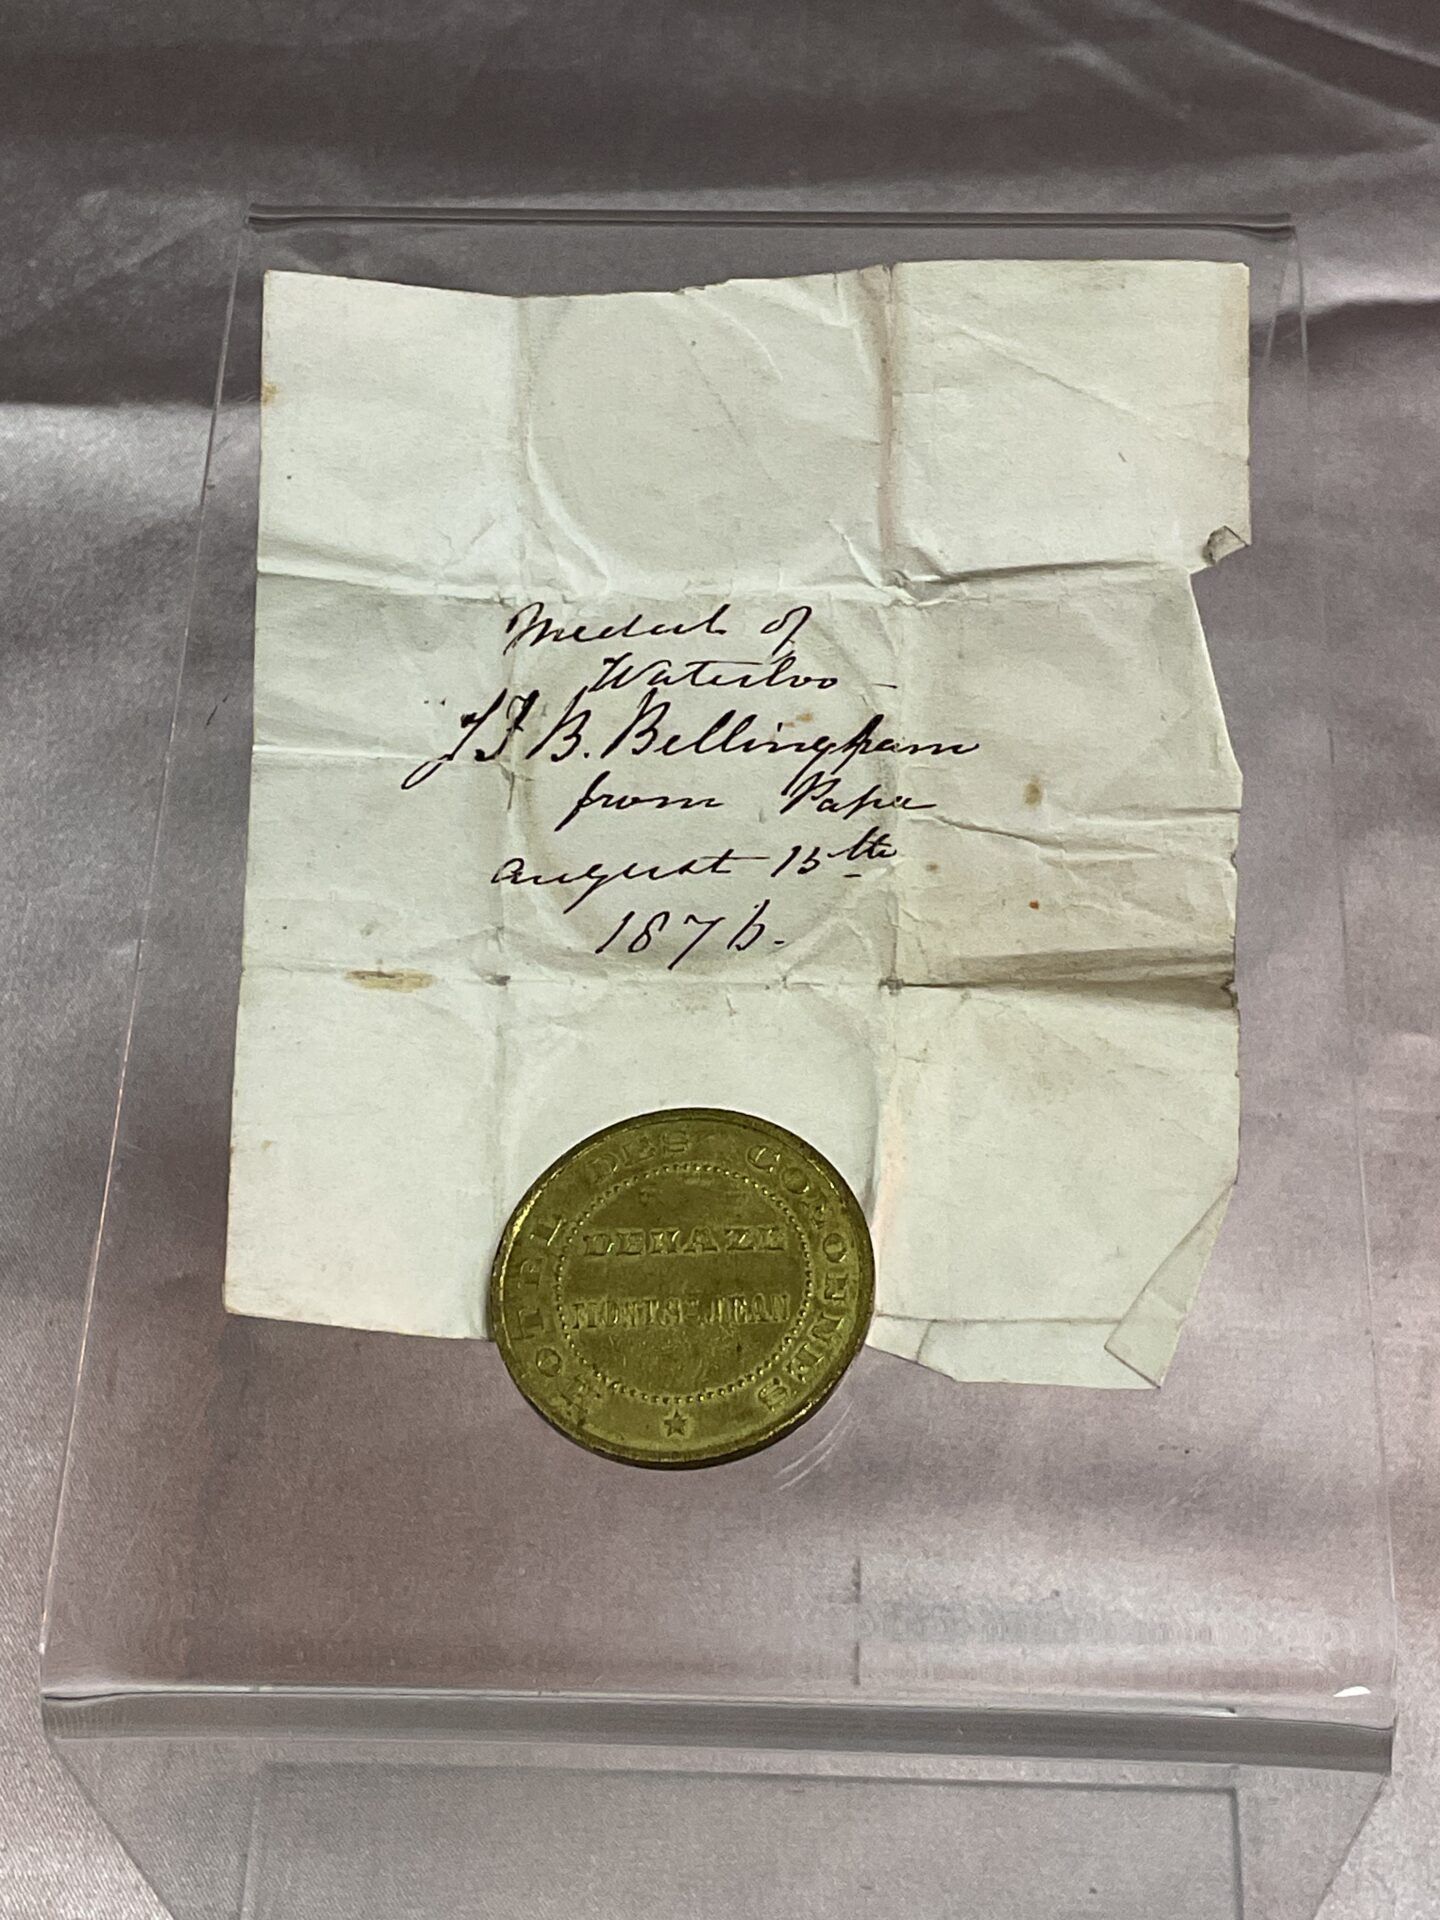 Medal of
Waterloo –
J F B. Bellingham
from Papa
August 15th
1876.
HOTEL DES COLONNES
DEHAZE
MONT ST JEAN